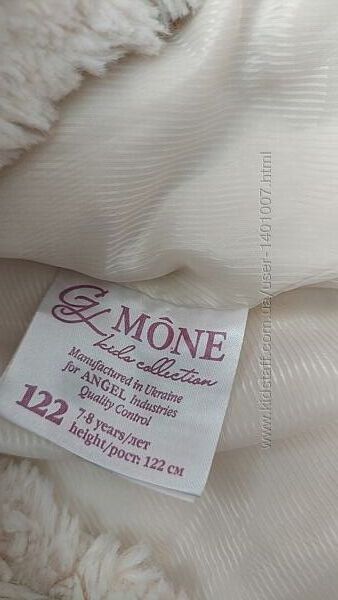 MÔNE
kids collection
Manufactured in Ukraine
for ANGEL Industries
Quality Control
122
7-8 years/лет
height/рост: 122 см
www.kidstaff.com.ua/user-1401007.html